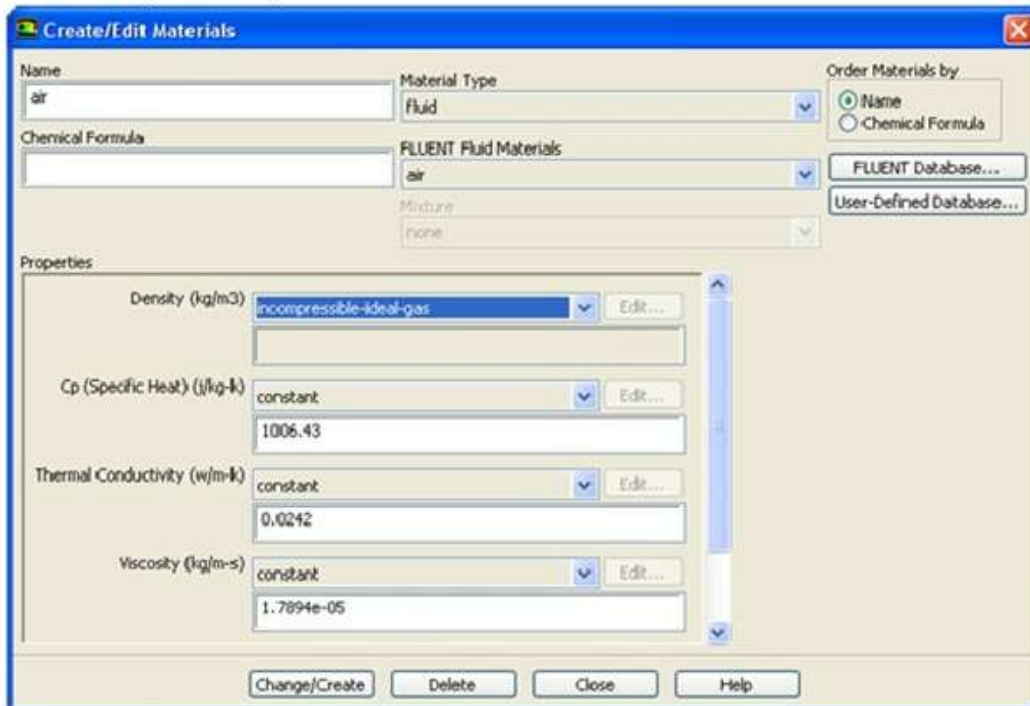 Create/Edit Materials
Name
air
Chemical Formula
Material Type
fluid
FLUENT Fluid Materials
air
Mixture
none
Order Materials by
Name
Chemical Formula
FLUENT Database...
User-Defined Database...
Properties
Density (kg/m3)
incompressible-ideal-gas
Edit...
Cp (Specific Heat) (j/kg-k)
constant
Edit...
1006.43
Thermal Conductivity (w/m-k)
constant
Edit...
0.0242
Viscosity (kg/m-s)
constant
Edit...
1.7894e-05
Change/Create
Delete
Close
Help